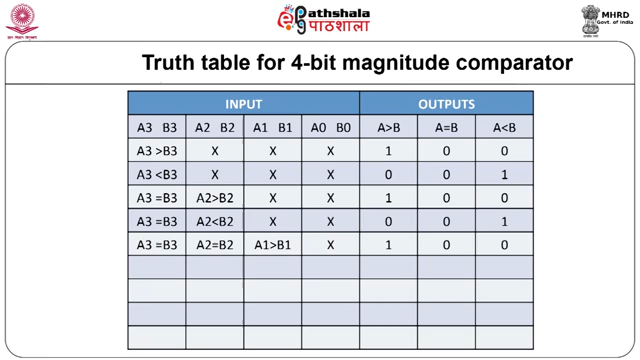 ePathshala
पाठशाला
MHRD
Govt. of India
Truth table for 4-bit magnitude comparator
INPUT OUTPUTS
A3 B3 A2 B2 A1 B1 A0 B0 A>B A=B A<B
A3 >B3 X X X 1 0 0
A3 <B3 X X X 0 0 1
A3 =B3 A2>B2 X X 1 0 0
A3 =B3 A2<B2 X X 0 0 1
A3 =B3 A2=B2 A1>B1 X 1 0 0